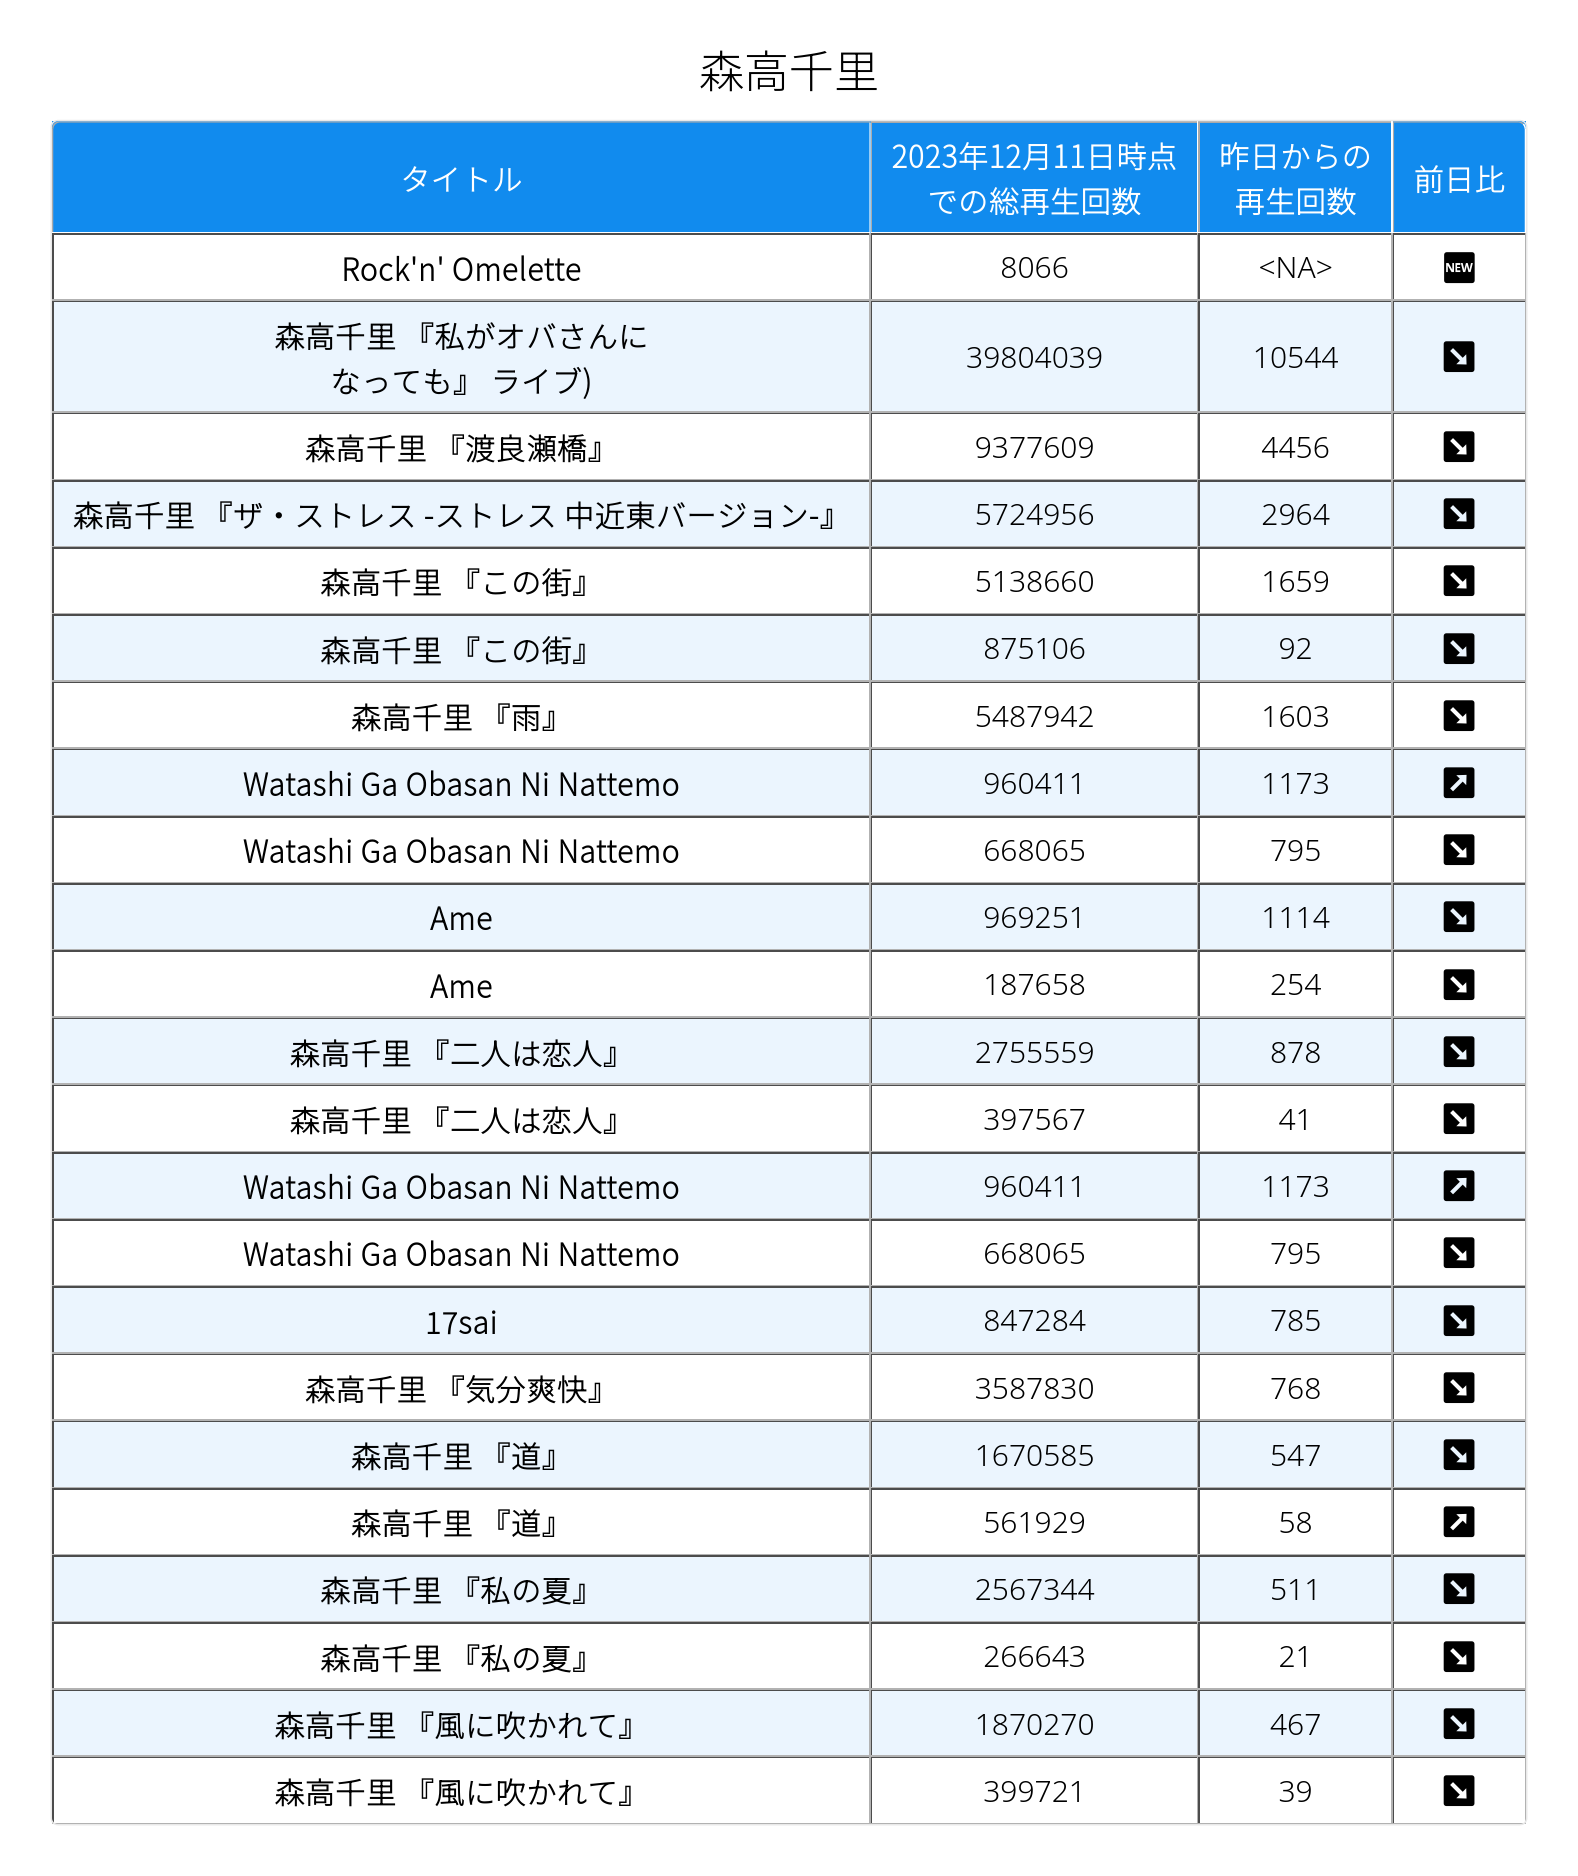 森高千里
タイトル 2023年12月11日時点での総再生回数 昨日からの再生回数 前日比
Rock'n' Omelette 8066 <NA> NEW
森高千里 『私がオバさんに
なっても』 ライブ) 39804039 10544 ↘
森高千里 『渡良瀬橋』 9377609 4456 ↘
森高千里 『ザ・ストレス -ストレス 中近東バージョン-』 5724956 2964 ↘
森高千里 『この街』 5138660 1659 ↘
森高千里 『この街』 875106 92 ↘
森高千里 『雨』 5487942 1603 ↘
Watashi Ga Obasan Ni Nattemo 960411 1173 ↗
Watashi Ga Obasan Ni Nattemo 668065 795 ↘
Ame 969251 1114 ↘
Ame 187658 254 ↘
森高千里 『二人は恋人』 2755559 878 ↘
森高千里 『二人は恋人』 397567 41 ↘
Watashi Ga Obasan Ni Nattemo 960411 1173 ↗
Watashi Ga Obasan Ni Nattemo 668065 795 ↘
17sai 847284 785 ↘
森高千里 『気分爽快』 3587830 768 ↘
森高千里 『道』 1670585 547 ↘
森高千里 『道』 561929 58 ↗
森高千里 『私の夏』 2567344 511 ↘
森高千里 『私の夏』 266643 21 ↘
森高千里 『風に吹かれて』 1870270 467 ↘
森高千里 『風に吹かれて』 399721 39 ↘